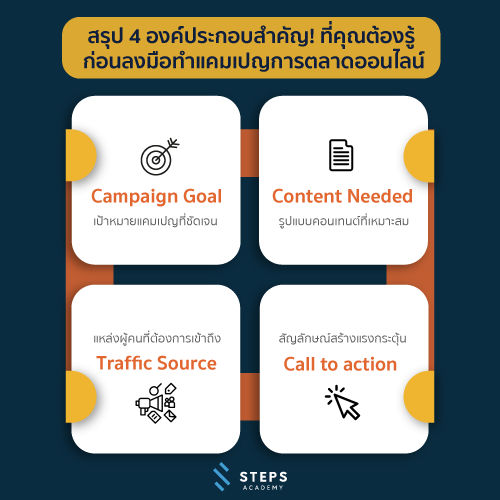 สรุป 4 องค์ประกอบสำคัญ! ที่คุณต้องรู้
ก่อนลงมือทำแคมเปญการตลาดออนไลน์
Campaign Goal
เป้าหมายแคมเปญที่ชัดเจน
Content Needed
รูปแบบคอนเทนต์ที่เหมาะสม
แหล่งผู้คนที่ต้องการเข้าถึง
Traffic Source
สัญลักษณ์สร้างแรงกระตุ้น
Call to action
STEPS
ACADEMY